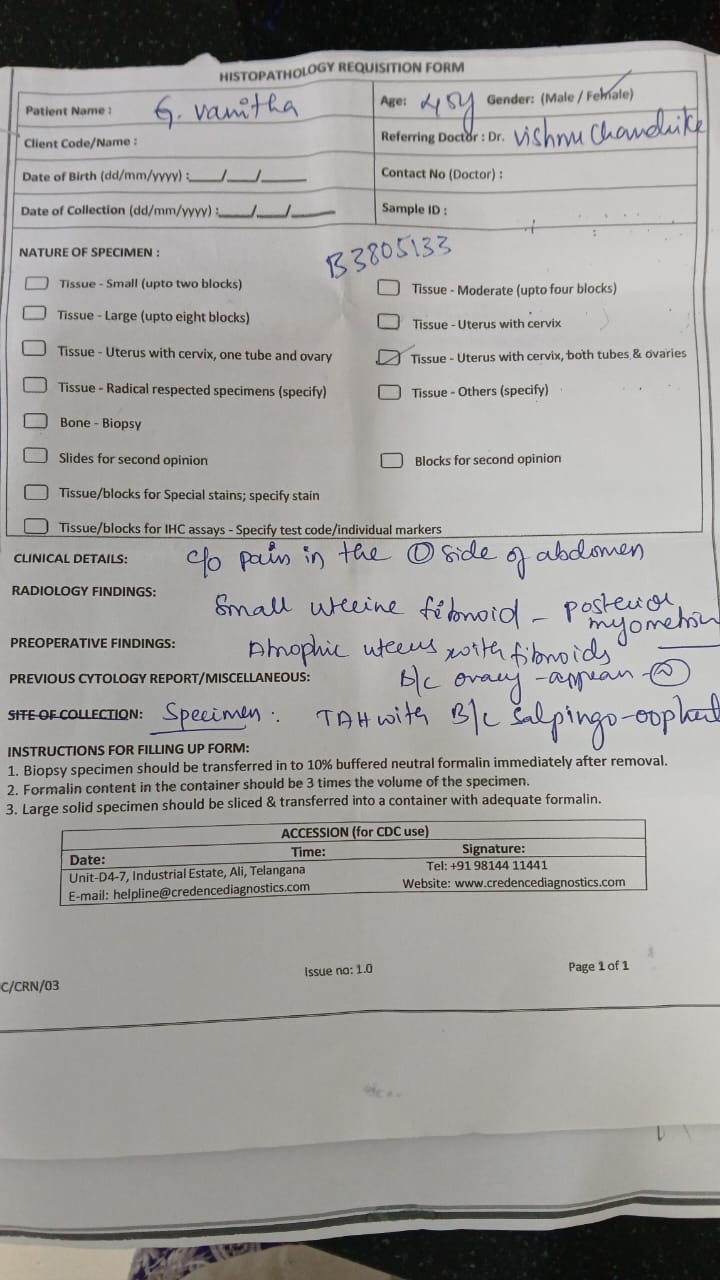 HISTOPATHOLOGY REQUISITION FORM
Patient Name : G. Vanitha
Age: 45y Gender: (Male / Female)
Client Code/Name :
Referring Doctor : Dr. Vishnu Chandrike
Date of Birth (dd/mm/yyyy) :___/___/___
Contact No (Doctor) :
Date of Collection (dd/mm/yyyy) :___/___/___
Sample ID :
NATURE OF SPECIMEN :
B3805133
Tissue - Small (upto two blocks)
Tissue - Moderate (upto four blocks)
Tissue - Large (upto eight blocks)
Tissue - Uterus with cervix
Tissue - Uterus with cervix, one tube and ovary
Tissue - Uterus with cervix, both tubes & ovaries
Tissue - Radical respected specimens (specify)
Tissue - Others (specify)
Bone - Biopsy
Slides for second opinion
Blocks for second opinion
Tissue/blocks for Special stains; specify stain
Tissue/blocks for IHC assays - Specify test code/individual markers
CLINICAL DETAILS: c/o pain in the side of abdomen
RADIOLOGY FINDINGS:
Small uterine fibroid - posterior
myometrium
PREOPERATIVE FINDINGS: Atrophic uterus with fibroids
PREVIOUS CYTOLOGY REPORT/MISCELLANEOUS: B/c ovary - appear -
SITE OF COLLECTION: Specimen : TAH with B/c Salpingo-oophect
INSTRUCTIONS FOR FILLING UP FORM:
1. Biopsy specimen should be transferred in to 10% buffered neutral formalin immediately after removal.
2. Formalin content in the container should be 3 times the volume of the specimen.
3. Large solid specimen should be sliced & transferred into a container with adequate formalin.
ACCESSION (for CDC use)
Date: Time: Signature:
Unit-D4-7, Industrial Estate, Ali, Telangana
Tel: +91 98144 11441
E-mail: helpline@credencediagnostics.com
Website: www.credencediagnostics.com
C/CRN/03
Issue no: 1.0
Page 1 of 1